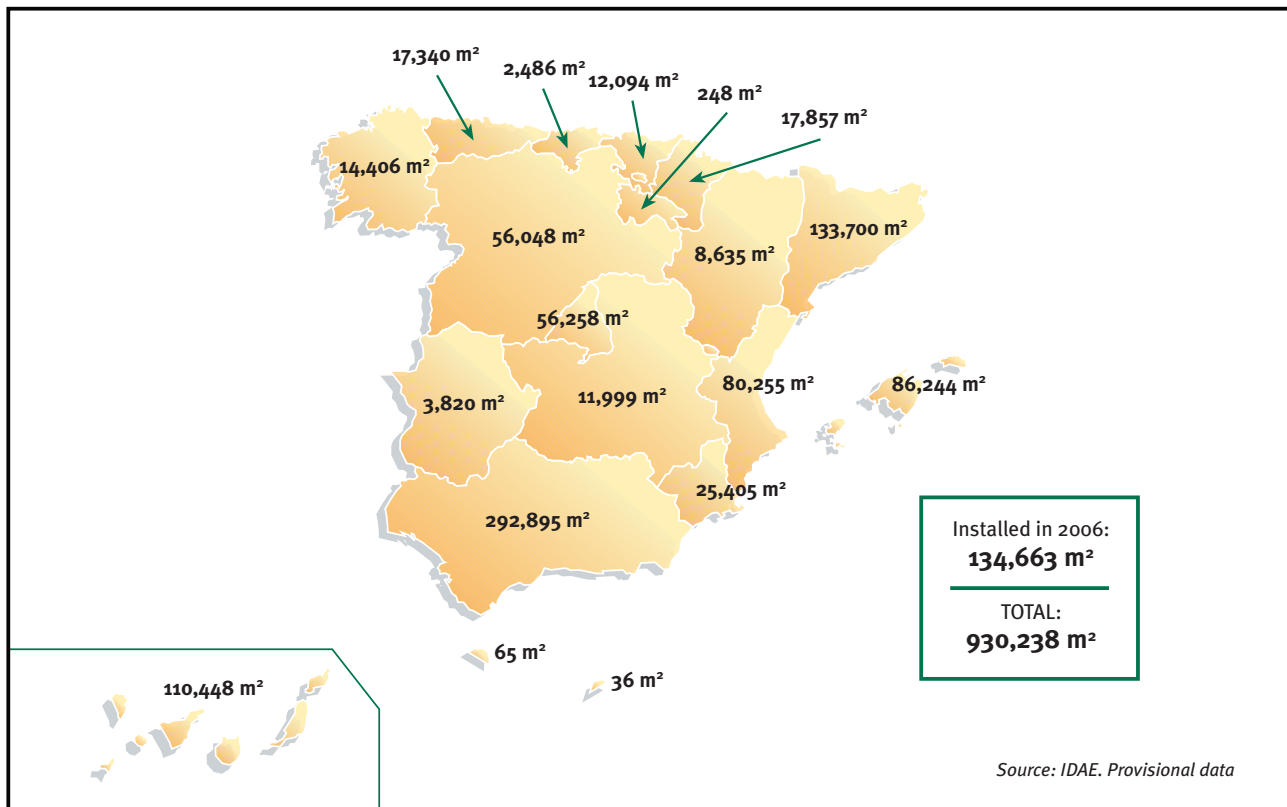 17,340 m²
2,486 m²
12,094 m²
248 m²
17,857 m²
14,406 m²
56,048 m²
133,700 m²
8,635 m²
56,258 m²
80,255 m²
86,244 m²
3,820 m²
11,999 m²
25,405 m²
292,895 m²
Installed in 2006:
134,663 m²
TOTAL:
930,238 m²
65 m²
36 m²
110,448 m²
Source: IDAE. Provisional data